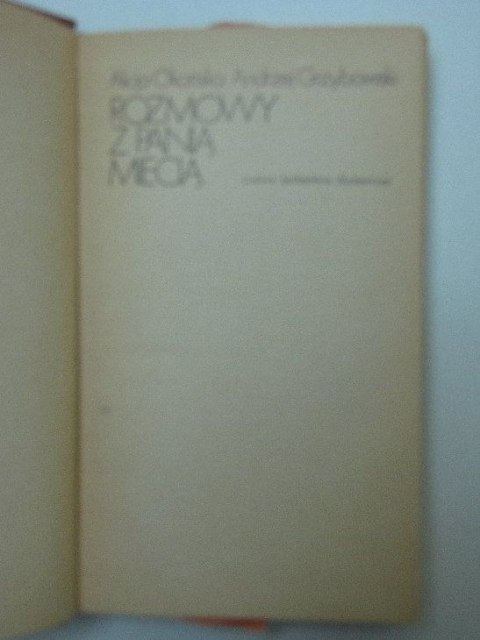 Alicja Okońska Andrzej Grzybowski
ROZMOWY
Z PANIĄ
MIECIĄ